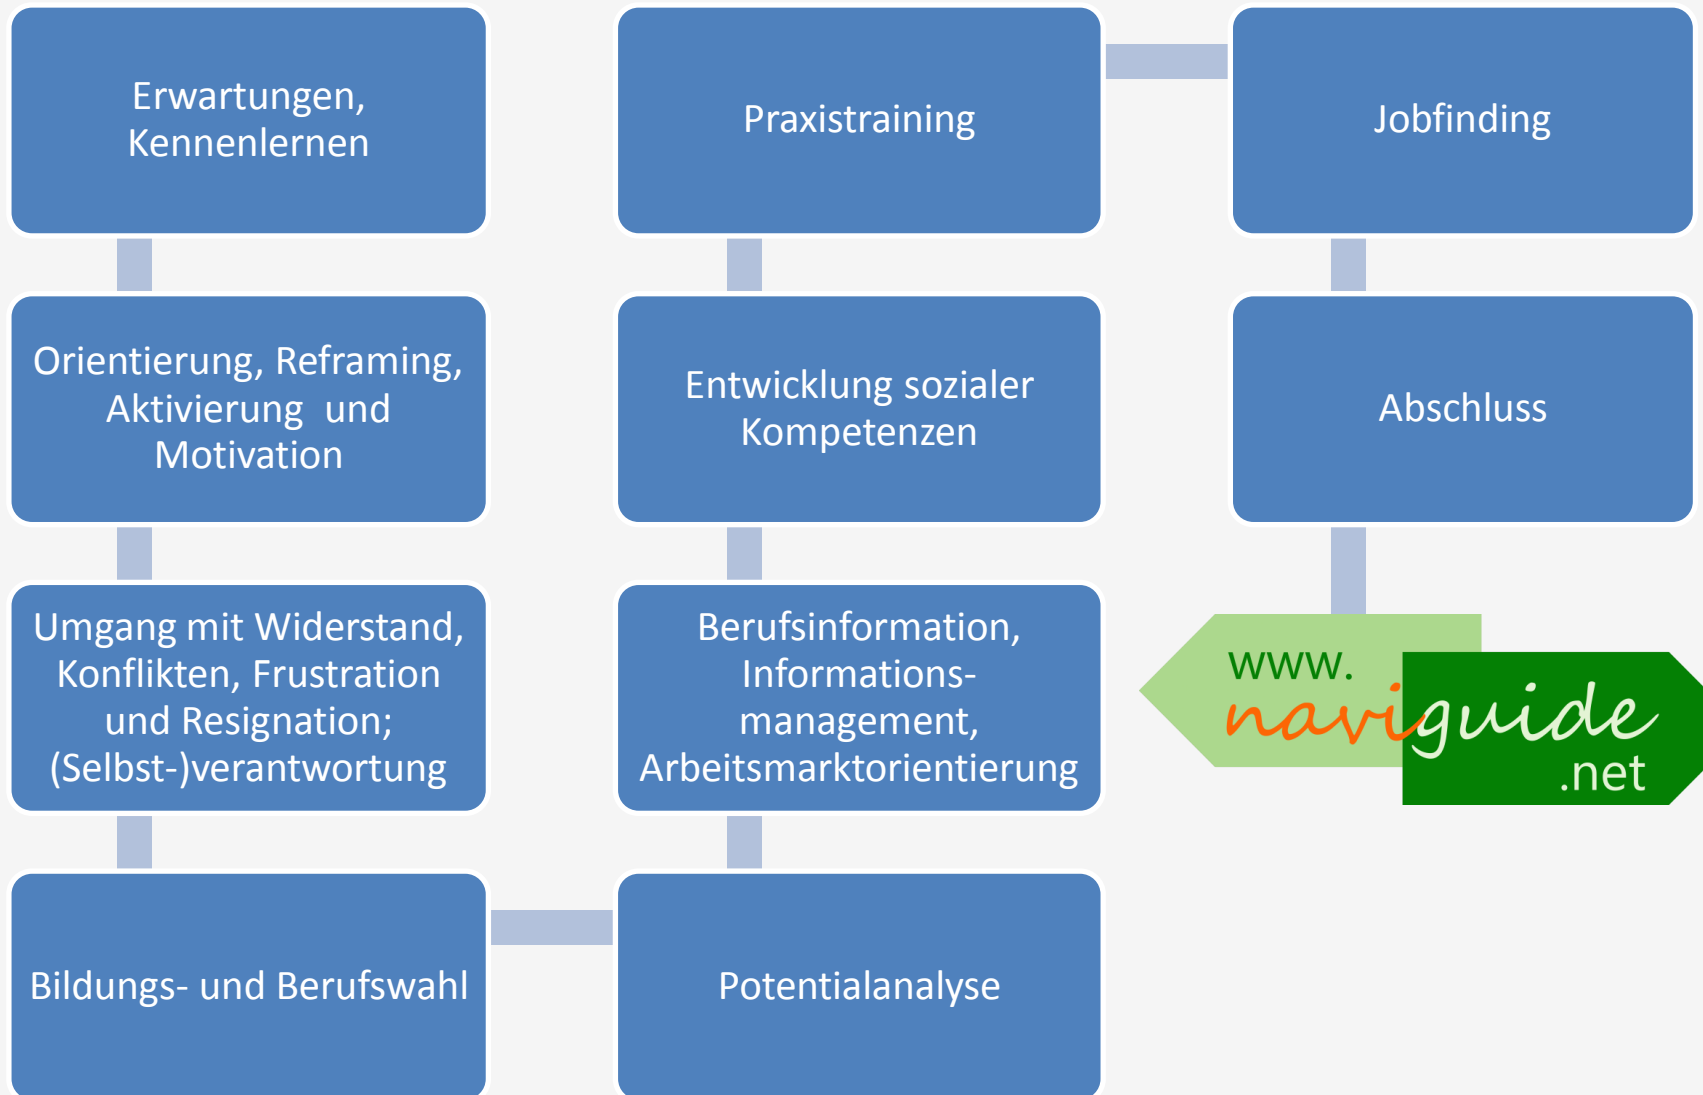 Erwartungen,
Kennenlernen
Orientierung, Reframing,
Aktivierung  und
Motivation
Umgang mit Widerstand,
Konflikten, Frustration
und Resignation;
(Selbst-)verantwortung
Bildungs- und Berufswahl
Potentialanalyse
Berufsinformation,
Informations-
management,
Arbeitsmarktorientierung
Entwicklung sozialer
Kompetenzen
Praxistraining
Jobfinding
Abschluss
www.
naviguide
.net